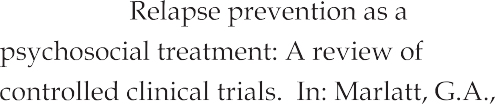 Relapse prevention as a
psychosocial treatment: A review of
controlled clinical trials. In: Marlatt, G.A.,